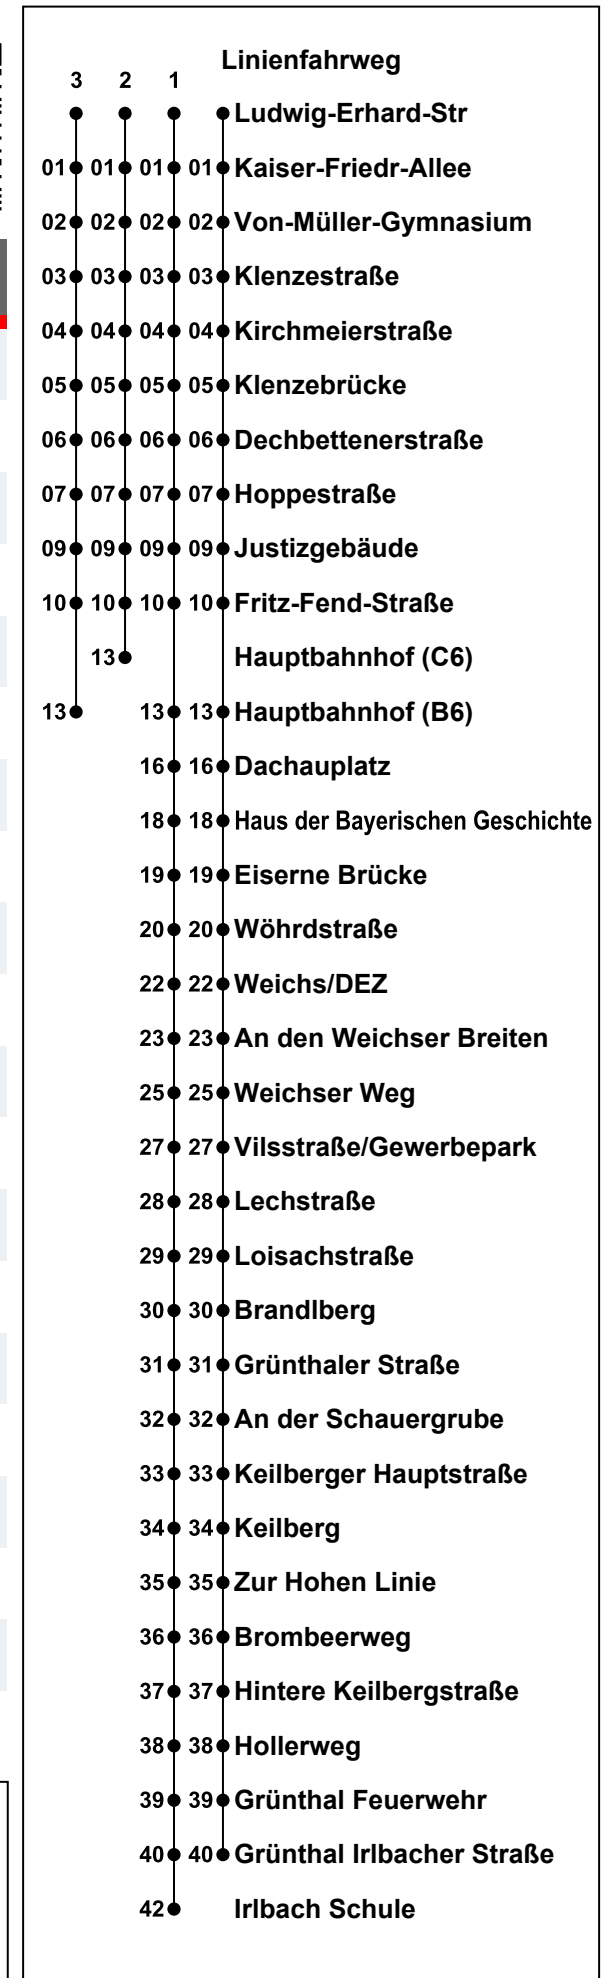 Linienfahrweg
3 2 1
Ludwig-Erhard-Str
01 01 01 01 Kaiser-Friedr-Allee
02 02 02 02 Von-Müller-Gymnasium
03 03 03 03 Klenzestraße
04 04 04 04 Kirchmeierstraße
05 05 05 05 Klenzebrücke
06 06 06 06 Dechbettenerstraße
07 07 07 07 Hoppestraße
09 09 09 09 Justizgebäude
10 10 10 10 Fritz-Fend-Straße
13 Hauptbahnhof (C6)
13 13 13 Hauptbahnhof (B6)
16 16 Dachauplatz
18 18 Haus der Bayerischen Geschichte
19 19 Eiserne Brücke
20 20 Wöhrdstraße
22 22 Weichs/DEZ
23 23 An den Weichser Breiten
25 25 Weichser Weg
27 27 Vilsstraße/Gewerbepark
28 28 Lechstraße
29 29 Loisachstraße
30 30 Brandlberg
31 31 Grünthaler Straße
32 32 An der Schauergrube
33 33 Keilberger Hauptstraße
34 34 Keilberg
35 35 Zur Hohen Linie
36 36 Brombeerweg
37 37 Hintere Keilbergstraße
38 38 Hollerweg
39 39 Grünthal Feuerwehr
40 40 Grünthal Irlbacher Straße
42 Irlbach Schule